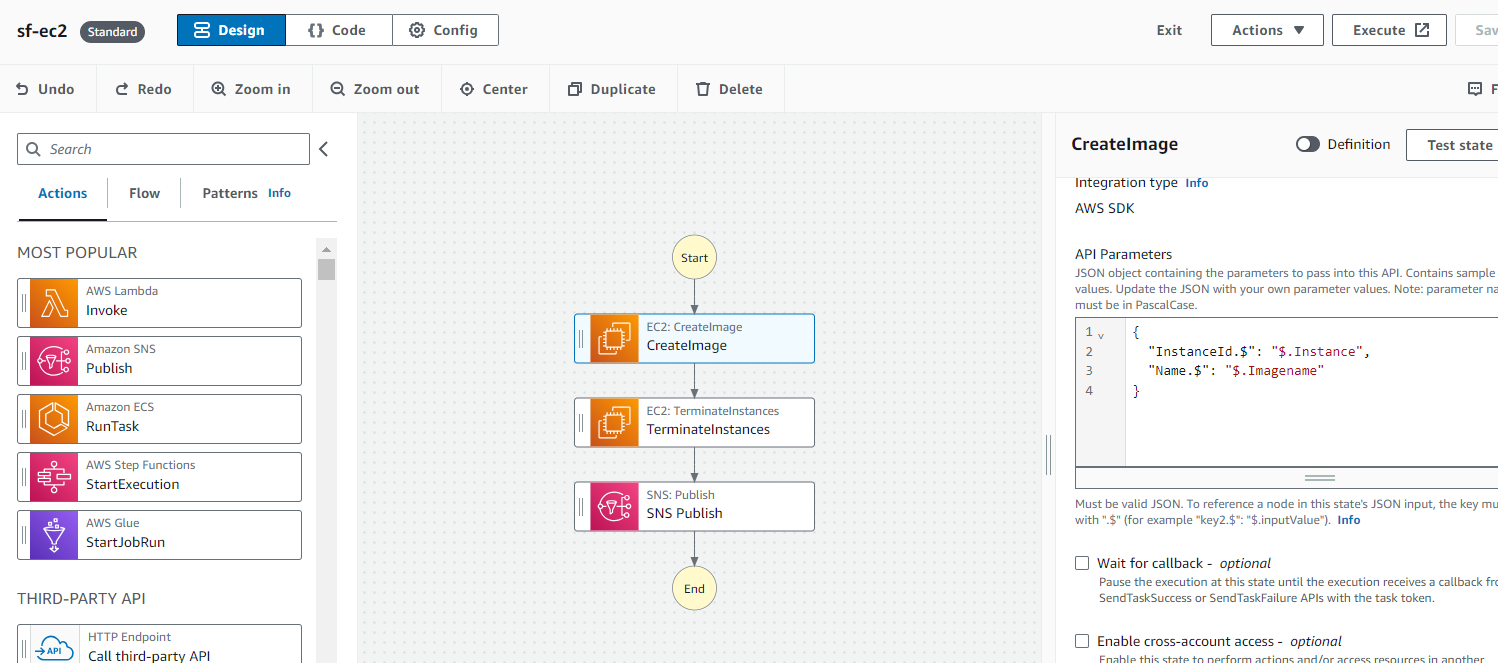 sf-ec2
Standard
Design
{} Code
Config
Exit
Actions
Execute
Undo
Redo
Zoom in
Zoom out
Center
Duplicate
Delete
Search
Actions
Flow
Patterns Info
MOST POPULAR
AWS Lambda
Invoke
Amazon SNS
Publish
Amazon ECS
RunTask
AWS Step Functions
StartExecution
AWS Glue
StartJobRun
THIRD-PARTY API
API
HTTP Endpoint
Call third-party API
Start
EC2: CreateImage
CreateImage
EC2: TerminateInstances
TerminateInstances
SNS: Publish
SNS Publish
End
CreateImage
Definition
Test state
Integration type Info
AWS SDK
API Parameters
JSON object containing the parameters to pass into this API. Contains sample
values. Update the JSON with your own parameter values. Note: parameter na
must be in PascalCase.
1 {
2 "InstanceId.$": "$.Instance",
3 "Name.$": "$.Imagename"
4 }
Must be valid JSON. To reference a node in this state's JSON input, the key mu
with ".$" (for example "key2.$": "$.inputValue"). Info
Wait for callback - optional
Pause the execution at this state until the execution receives a callback fro
SendTaskSuccess or SendTaskFailure APIs with the task token.
Enable cross-account access - optional
Enable this state to perform actions and/or access resources in another